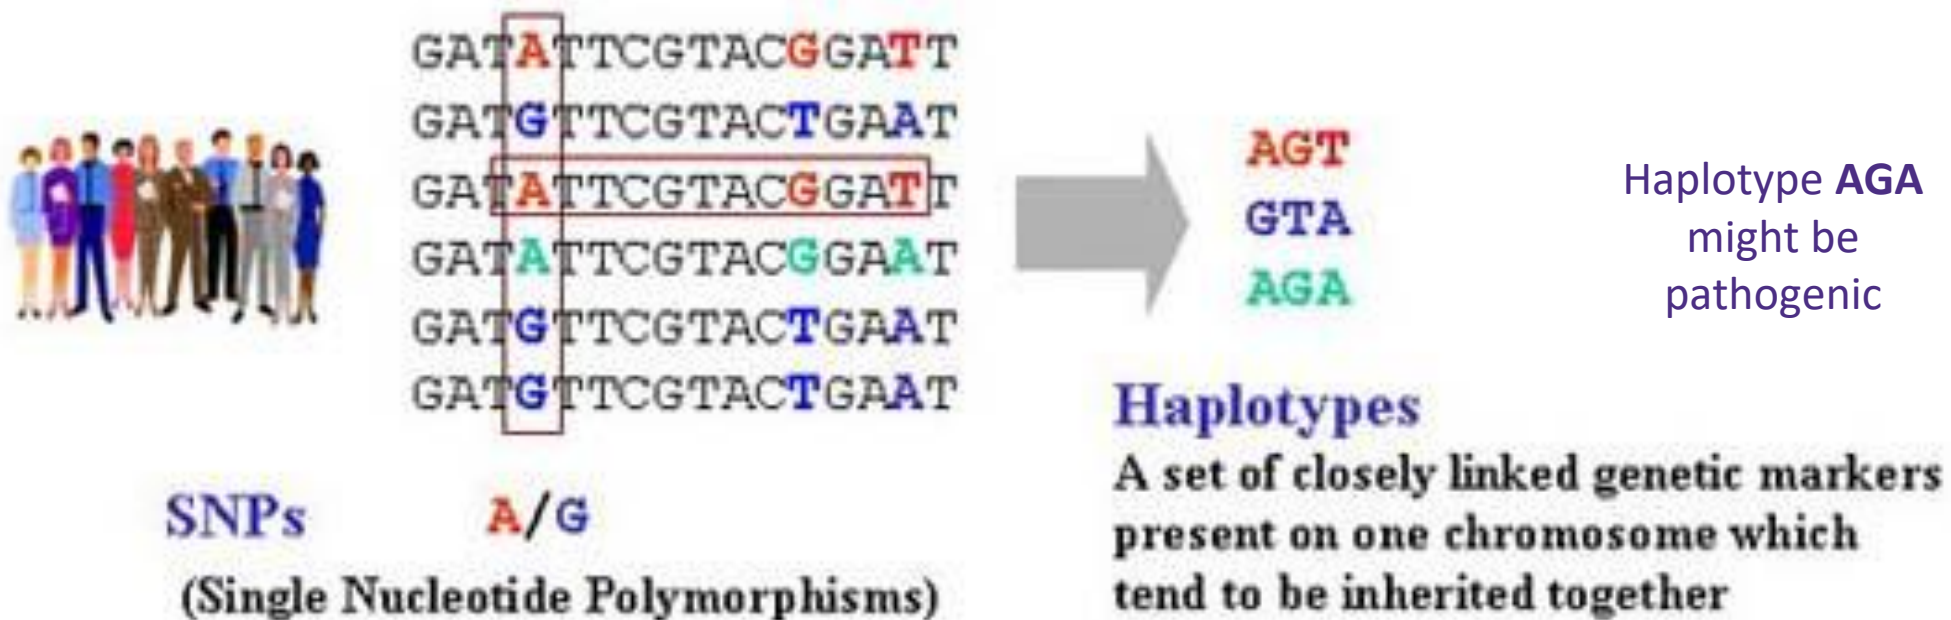 GATATTCGTACGGATT
GATGTTCGTACTGAAT
GATATTCGTACGGATT
GATATTCGTACGGAAT
GATGTTCGTACTGAAT
GATGTTCGTACTGAAT
SNPs A/G
(Single Nucleotide Polymorphisms)
AGT
GTA
AGA
Haplotypes
A set of closely linked genetic markers
present on one chromosome which
tend to be inherited together
Haplotype AGA
might be
pathogenic